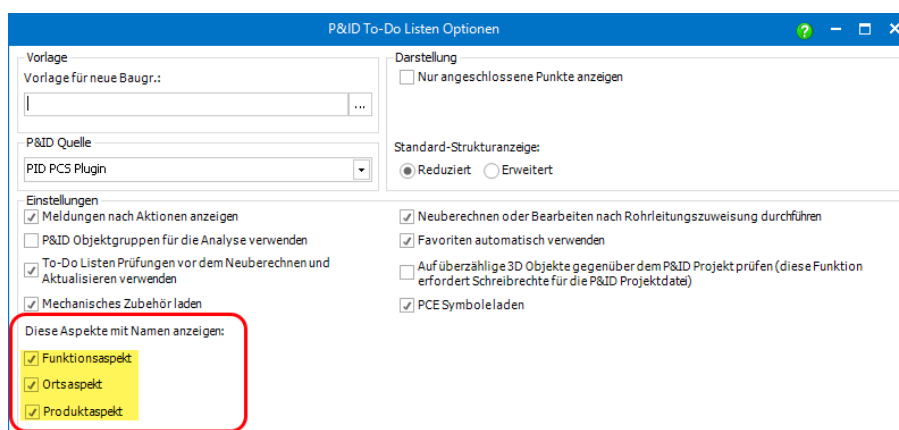 P&ID To-Do Listen Optionen
Vorlage
Vorlage für neue Baugr.:
...
P&ID Quelle
PID PCS Plugin
Darstellung
Nur angeschlossene Punkte anzeigen
Standard-Strukturanzeige:
Reduziert
Erweitert
Einstellungen
Meldungen nach Aktionen anzeigen
P&ID Objektgruppen für die Analyse verwenden
To-Do Listen Prüfungen vor dem Neuberechnen und
Aktualisieren verwenden
Mechanisches Zubehör laden
Neuberechnen oder Bearbeiten nach Rohrleitungszuweisung durchführen
Favoriten automatisch verwenden
Auf überzählige 3D Objekte gegenüber dem P&ID Projekt prüfen (diese Funktion
erfordert Schreibrechte für die P&ID Projektdatei)
PCE Symbole laden
Diese Aspekte mit Namen anzeigen:
Funktionsaspekt
Ortsaspekt
Produktaspekt